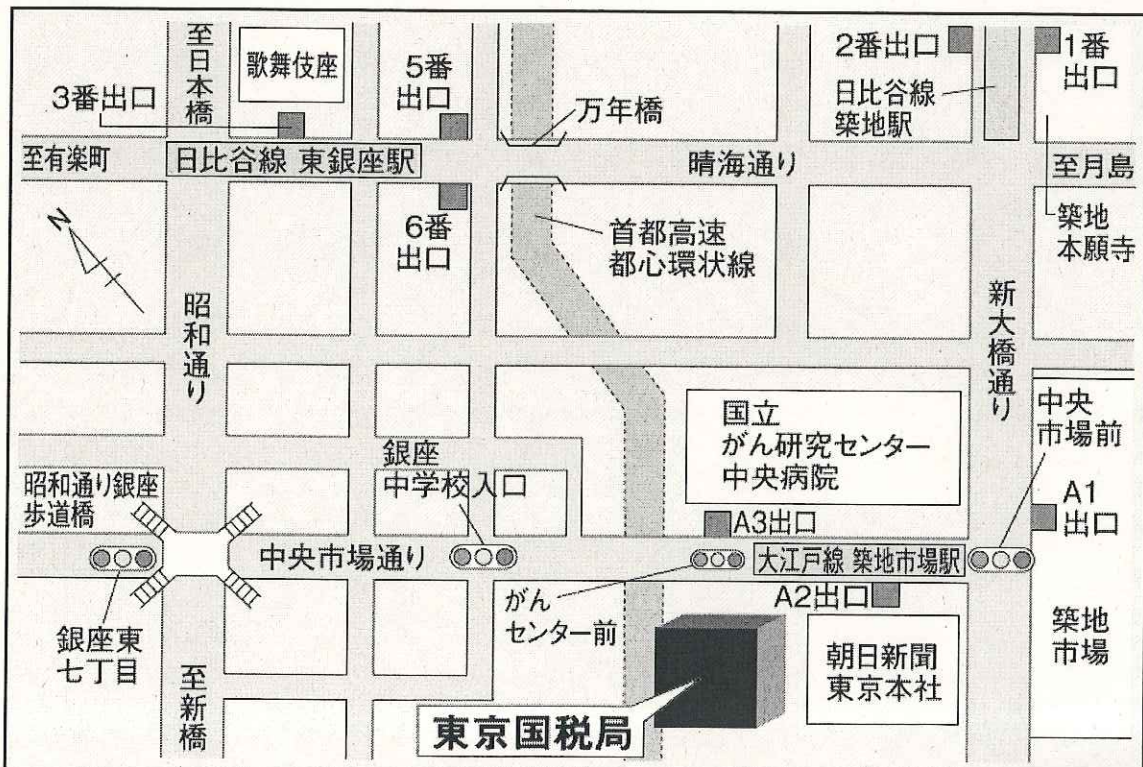 至日本橋
歌舞伎座
5番
出口
3番出口
2番出口
1番
出口
日比谷線
築地駅
万年橋
至有楽町
日比谷線 東銀座駅
晴海通り
至月島
N
6番
出口
首都高速
都心環状線
築地
本願寺
昭和通り
新大橋通り
国立
がん研究センター
中央病院
中央
市場前
銀座
中学校入口
昭和通り銀座
歩道橋
A3出口
A1
出口
中央市場通り
大江戸線 築地市場駅
がん
センター前
A2出口
銀座東
七丁目
至新橋
朝日新聞
東京本社
築地
市場
東京国税局